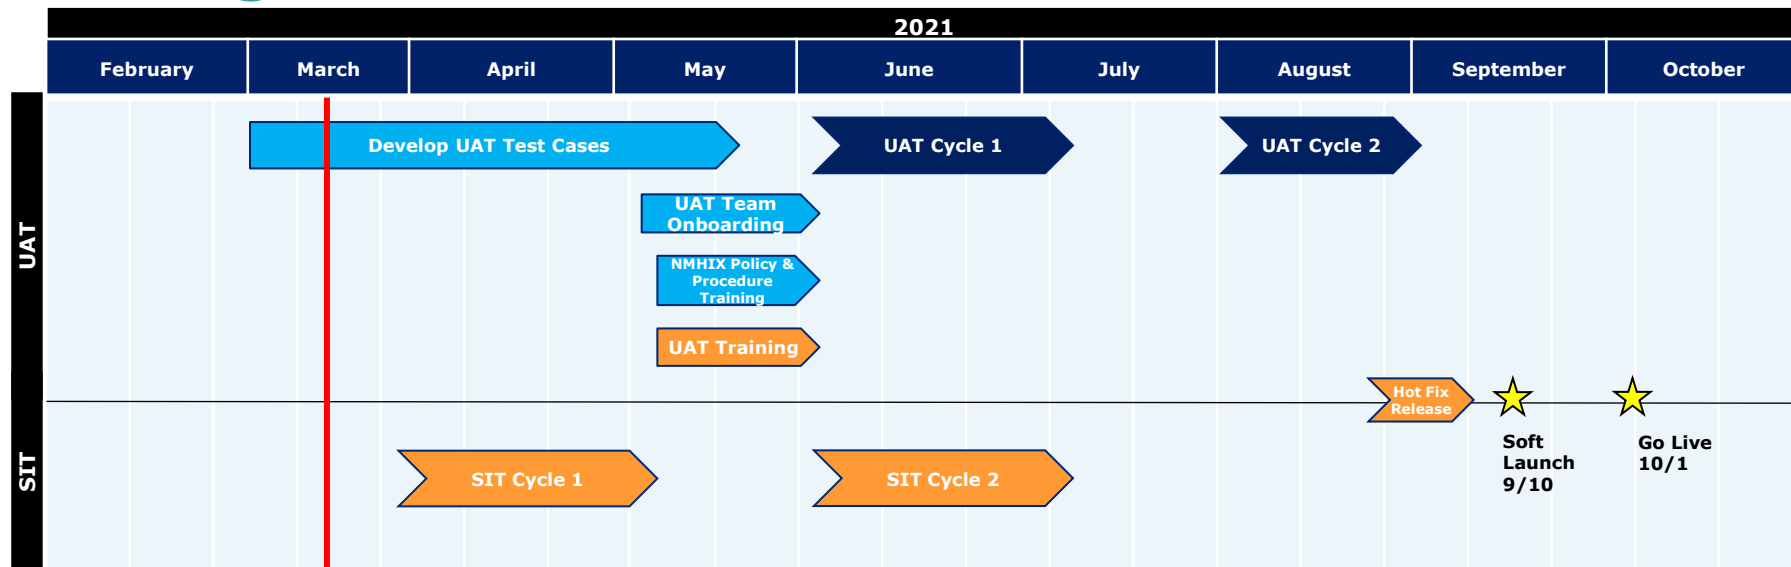 2021
February
March
April
May
June
July
August
September
October
UAT
Develop UAT Test Cases
UAT Cycle 1
UAT Cycle 2
UAT Team
Onboarding
NMHIX Policy &
Procedure
Training
UAT Training
Hot Fix
Release
SIT
Soft
Launch
9/10
Go Live
10/1
SIT Cycle 1
SIT Cycle 2